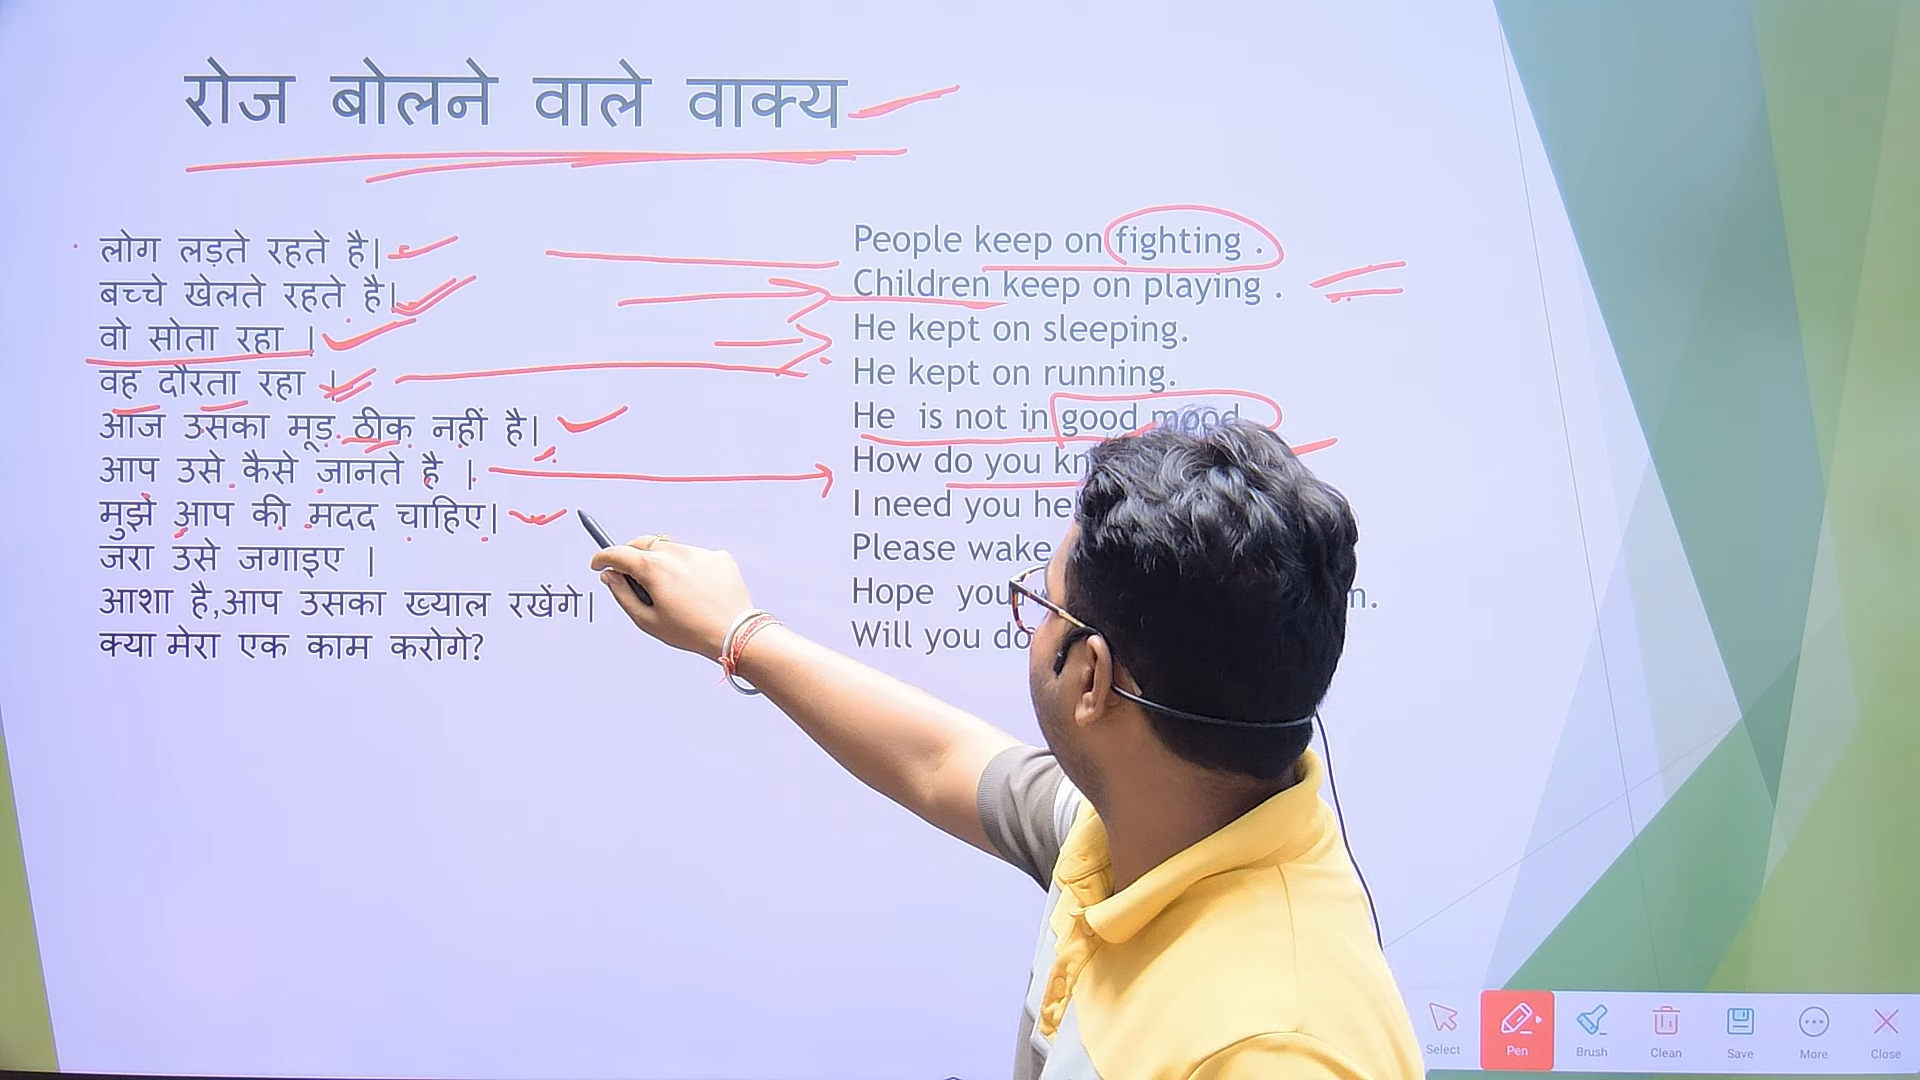 रोज बोलने वाले वाक्य
लोग लड़ते रहते है|
बच्चे खेलते रहते है|
वो सोता रहा |
वह दौरता रहा |
आज उसका मूड़ ठीक नहीं है|
आप उसे कैसे जानते है |
मुझे आप की मदद चाहिए|
जरा उसे जगाइए |
आशा है,आप उसका ख्याल रखेंगे|
क्या मेरा एक काम करोगे?
People keep on fighting .
Children keep on playing .
He kept on sleeping.
He kept on running.
He is not in good mood
How do you
I need you
Please wake
Hope you
Will you do
Select
Pen
Brush
Clean
Save
More
Close